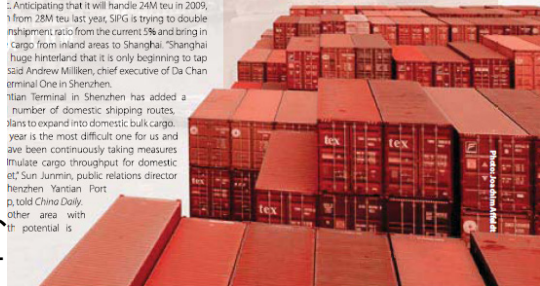 . Anticipating that it will handle 24M teu in 2009,
from 28M teu last year, SIPG is trying to double
nshipment ratio from the current 5% and bring in
cargo from inland areas to Shanghai. "Shanghai
huge hinterland that it is only beginning to tap
said Andrew Milliken, chief executive of Da Chan
erminal One in Shenzhen.
ntian Terminal in Shenzhen has added a
number of domestic shipping routes,
plans to expand into domestic bulk cargo.
year is the most difficult one for us and
ave been continuously taking measures
imulate cargo throughput for domestic
et," Sun Junmin, public relations director
henzhen Yantian Port
p, told China Daily.
other area with
th potential is
tex
tex
tex
tex
tex
Photo: Joachim Affeldt